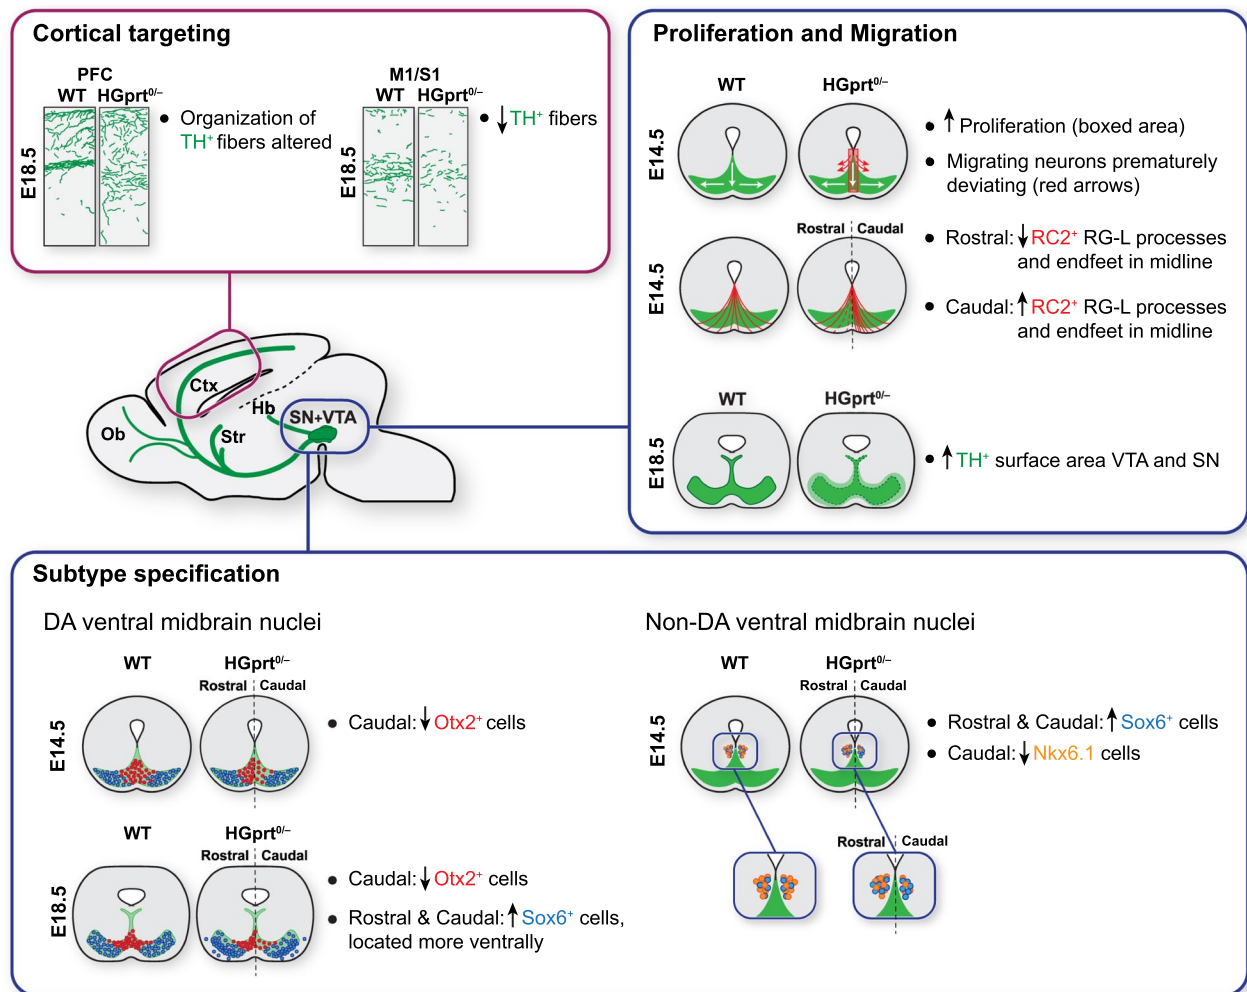 Cortical targeting
PFC
WT HGprt⁰/⁻
E18.5
● Organization of
TH⁺ fibers altered
M1/S1
WT HGprt⁰/⁻
E18.5
● ↓ TH⁺ fibers
Proliferation and Migration
WT HGprt⁰/⁻
E14.5
● ↑ Proliferation (boxed area)
● Migrating neurons prematurely
deviating (red arrows)
Rostral Caudal
E14.5
● Rostral: ↓ RC2⁺ RG-L processes
and endfeet in midline
● Caudal: ↑ RC2⁺ RG-L processes
and endfeet in midline
WT HGprt⁰/⁻
E18.5
● ↑ TH⁺ surface area VTA and SN
Ctx
Hb
SN+VTA
Ob
Str
Subtype specification
DA ventral midbrain nuclei
WT HGprt⁰/⁻
Rostral Caudal
E14.5
● Caudal: ↓ Otx2⁺ cells
WT HGprt⁰/⁻
Rostral Caudal
E18.5
● Caudal: ↓ Otx2⁺ cells
● Rostral & Caudal: ↑ Sox6⁺ cells,
located more ventrally
Non-DA ventral midbrain nuclei
WT HGprt⁰/⁻
Rostral Caudal
E14.5
● Rostral & Caudal: ↑ Sox6⁺ cells
● Caudal: ↓ Nkx6.1 cells
Rostral Caudal